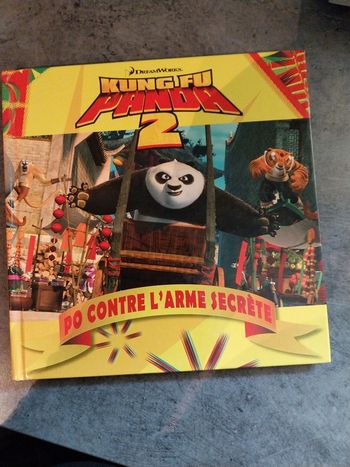 DREAMWORKS
KUNG FU
PANDA
2
PO CONTRE L'ARME SECRÈTE